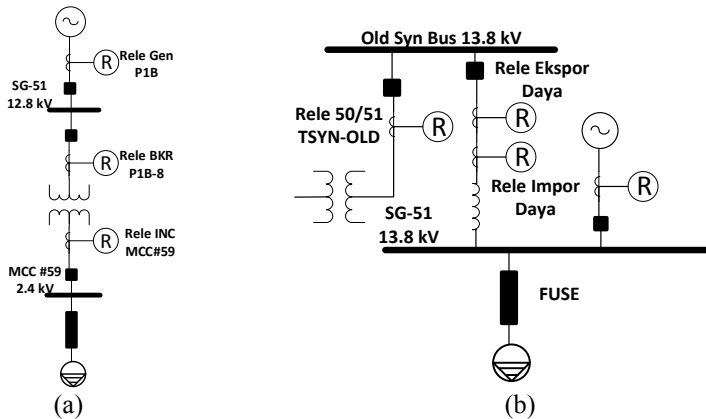 R
Rele Gen
P1B
SG-51
12.8 kV
R
Rele BKR
P1B-8
R
Rele INC
MCC#59
MCC #59
2.4 kV
(a)
Old Syn Bus 13.8 kV
Rele Ekspor
Daya
Rele 50/51
TSYN-OLD
R
R
R
Rele Impor
Daya
R
SG-51
13.8 kV
FUSE
(b)